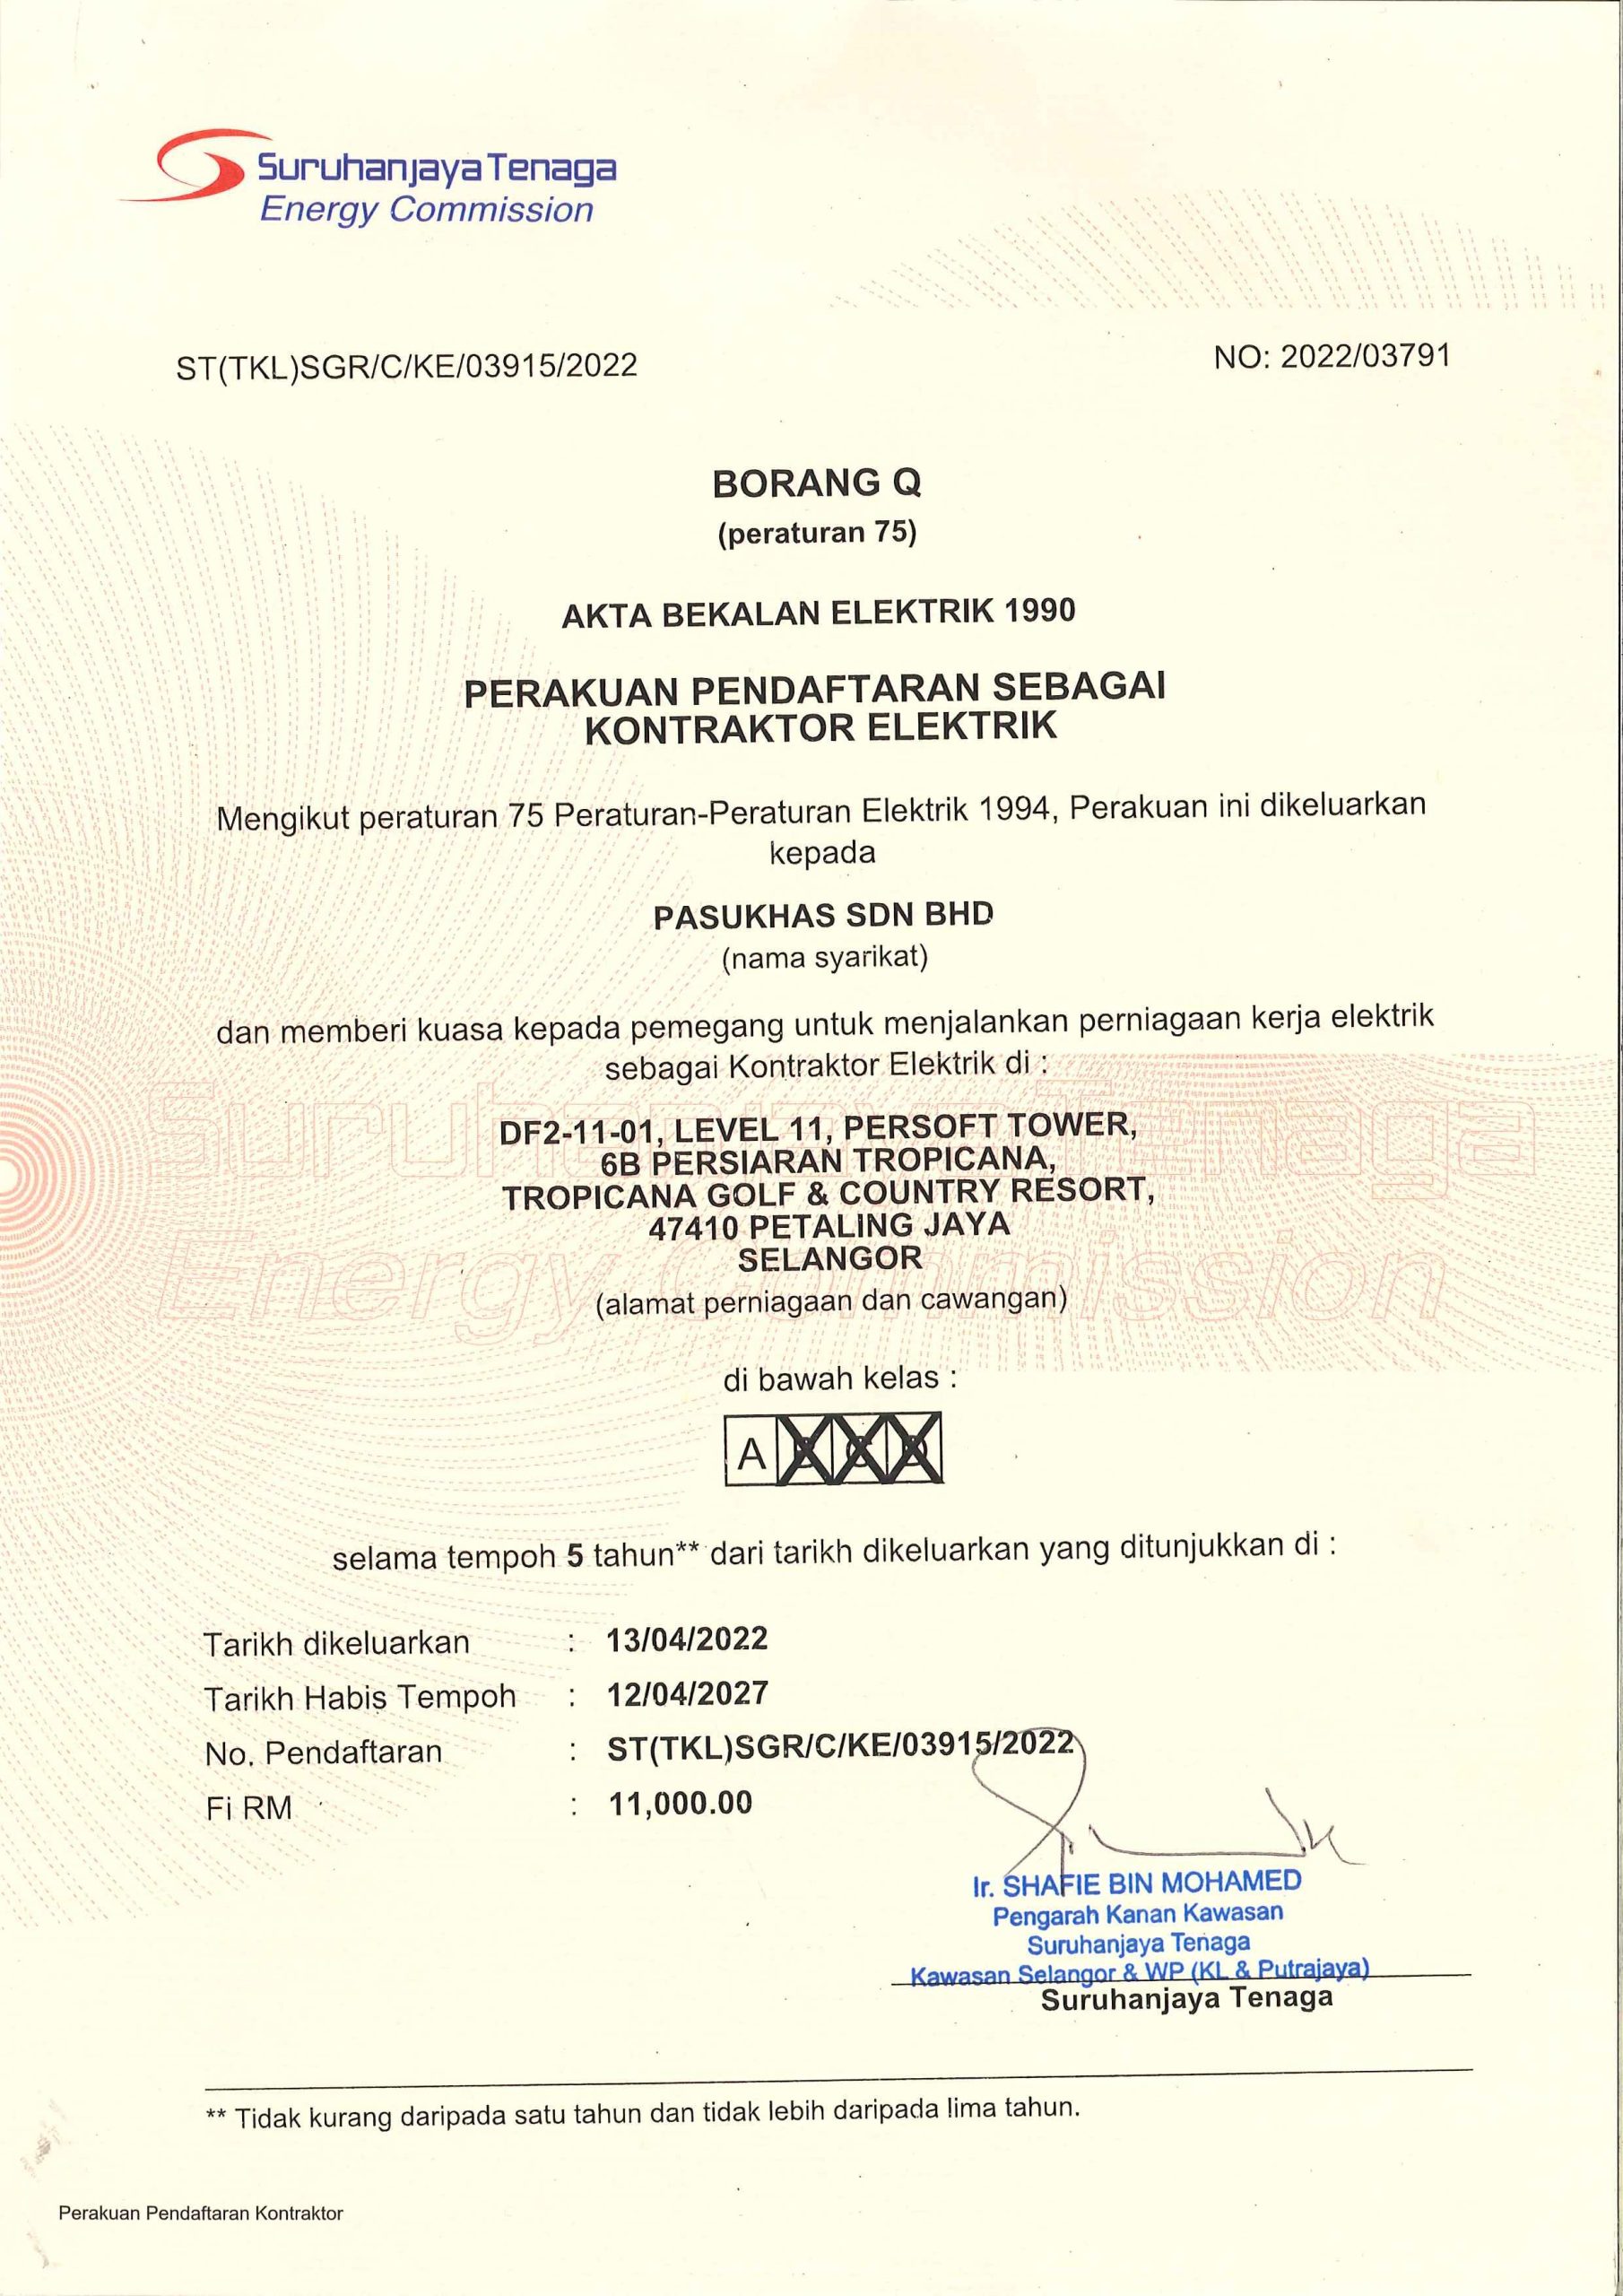 Suruhanjaya Tenaga
Energy Commission
ST(TKL)SGR/C/KE/03915/2022
NO: 2022/03791
BORANG Q
(peraturan 75)
AKTA BEKALAN ELEKTRIK 1990
PERAKUAN PENDAFTARAN SEBAGAI
KONTRAKTOR ELEKTRIK
Mengikut peraturan 75 Peraturan-Peraturan Elektrik 1994, Perakuan ini dikeluarkan
kepada
PASUKHAS SDN BHD
(nama syarikat)
dan memberi kuasa kepada pemegang untuk menjalankan perniagaan kerja elektrik
sebagai Kontraktor Elektrik di :
Suruhanjaya Tenaga
DF2-11-01, LEVEL 11, PERSOFT TOWER,
6B PERSIARAN TROPICANA,
TROPICANA GOLF & COUNTRY RESORT,
47410 PETALING JAYA
SELANGOR
Energy Commission
(alamat perniagaan dan cawangan)
di bawah kelas :
A
selama tempoh 5 tahun** dari tarikh dikeluarkan yang ditunjukkan di :
Tarikh dikeluarkan : 13/04/2022
Tarikh Habis Tempoh : 12/04/2027
No. Pendaftaran : ST(TKL)SGR/C/KE/03915/2022
Fi RM : 11,000.00
Ir. SHAFIE BIN MOHAMED
Pengarah Kanan Kawasan
Suruhanjaya Tenaga
Kawasan Selangor & WP (KL & Putrajaya)
Suruhanjaya Tenaga
** Tidak kurang daripada satu tahun dan tidak lebih daripada lima tahun.
Perakuan Pendaftaran Kontraktor